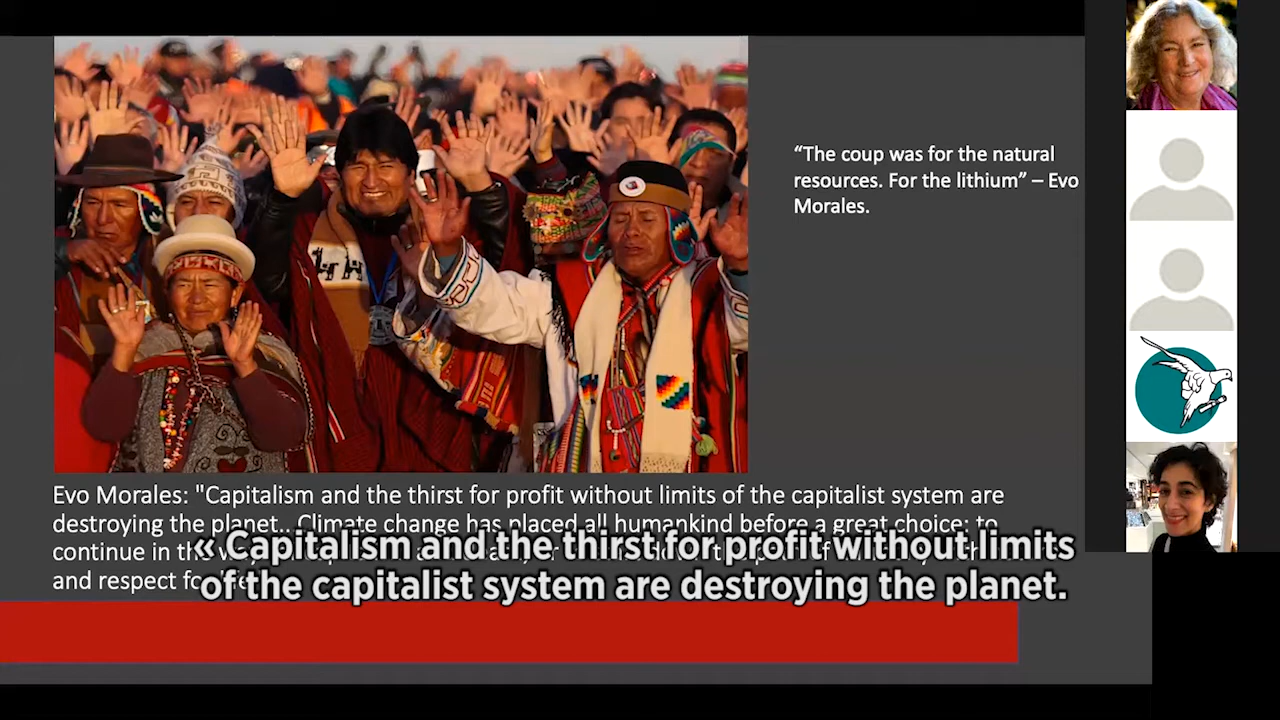 “The coup was for the natural
resources. For the lithium” – Evo
Morales.
Evo Morales: "Capitalism and the thirst for profit without limits of the capitalist system are
destroying the planet.. Climate change has placed all humankind before a great choice: to
continue in the
and respect for life
« Capitalism and the thirst for profit without limits
of the capitalist system are destroying the planet.